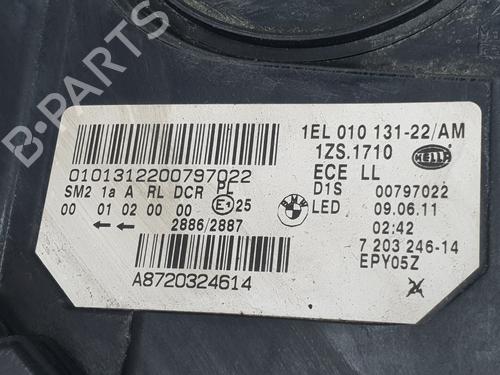 B-PARTS
1EL 010 131-22/AM
1ZS.1710
HELLA
0101312200797022
ECE LL
SM2 1a A RL DCR PL
D1S 00797022
00 01 02 00 00 E1 25
LED 09.06.11
2886/2887
02:42
7 203 246-14
EPY05Z
A8720324614